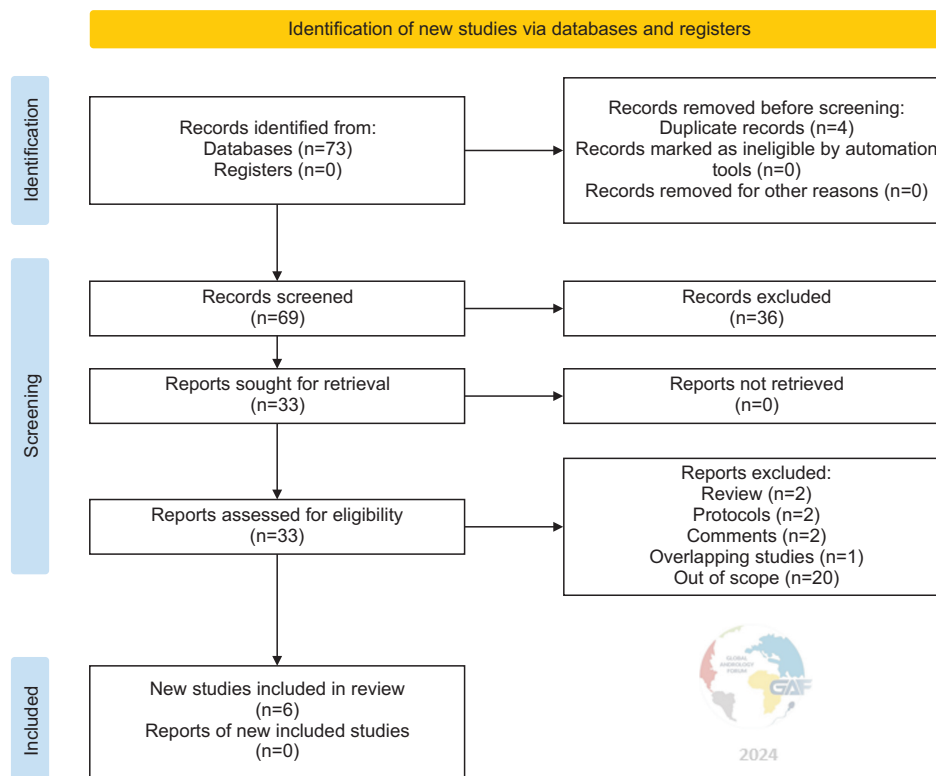 Identification of new studies via databases and registers
Identification
Records identified from:
Databases (n=73)
Registers (n=0)
Records removed before screening:
Duplicate records (n=4)
Records marked as ineligible by automation
tools (n=0)
Records removed for other reasons (n=0)
Screening
Records screened
(n=69)
Records excluded
(n=36)
Reports sought for retrieval
(n=33)
Reports not retrieved
(n=0)
Reports assessed for eligibility
(n=33)
Reports excluded:
Review (n=2)
Protocols (n=2)
Comments (n=2)
Overlapping studies (n=1)
Out of scope (n=20)
Included
New studies included in review
(n=6)
Reports of new included studies
(n=0)
GLOBAL
ANDROLOGY
FORUM
GAF
2024